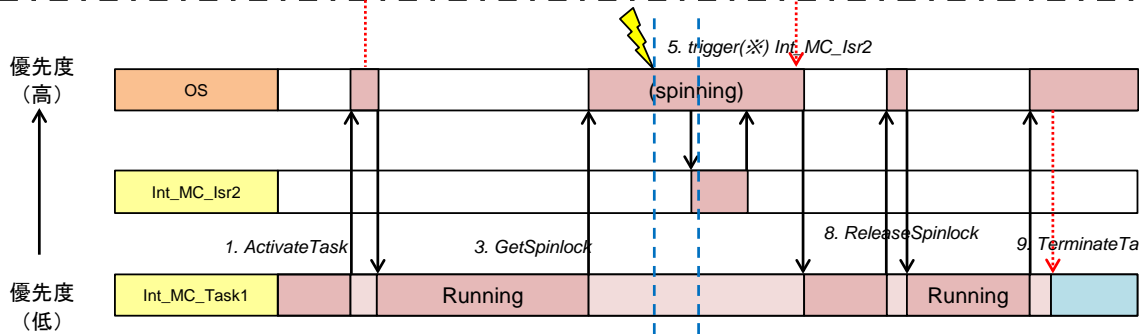 5. trigger(※) Int_MC_Isr2
優先度
(高)
OS
(spinning)
Int_MC_Isr2
1. ActivateTask
3. GetSpinlock
8. ReleaseSpinlock
9. TerminateTa
優先度
(低)
Int_MC_Task1
Running
Running